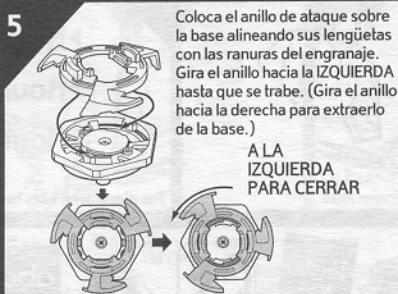 5
Coloca el anillo de ataque sobre
la base alineando sus lengüetas
con las ranuras del engranaje.
Gira el anillo hacia la IZQUIERDA
hasta que se trabe. (Gira el anillo
hacia la derecha para extraerlo
de la base.)
A LA
IZQUIERDA
PARA CERRAR